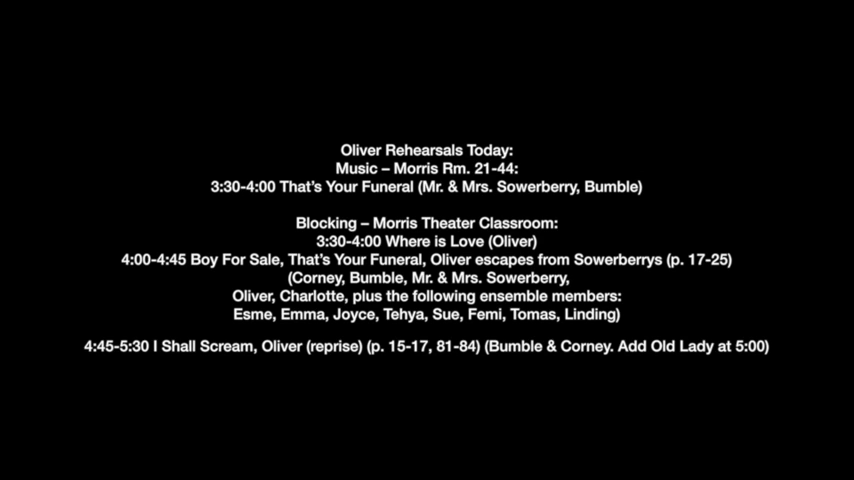 Oliver Rehearsals Today:
Music – Morris Rm. 21-44:
3:30-4:00 That's Your Funeral (Mr. & Mrs. Sowerberry, Bumble)
Blocking – Morris Theater Classroom:
3:30-4:00 Where is Love (Oliver)
4:00-4:45 Boy For Sale, That's Your Funeral, Oliver escapes from Sowerberrys (p. 17-25)
(Corney, Bumble, Mr. & Mrs. Sowerberry,
Oliver, Charlotte, plus the following ensemble members:
Esme, Emma, Joyce, Tehya, Sue, Femi, Tomas, Linding)
4:45-5:30 I Shall Scream, Oliver (reprise) (p. 15-17, 81-84) (Bumble & Corney. Add Old Lady at 5:00)